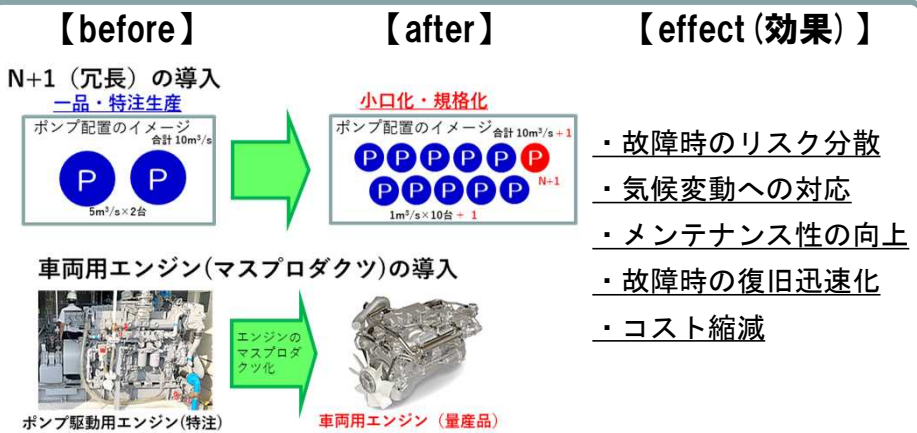 【before】
【after】
【effect(効果)】
N+1（冗長）の導入
一品・特注生産
ポンプ配置のイメージ
合計 10m³/s
P P
5m³/s×2台
小口化・規格化
ポンプ配置のイメージ
合計 10m³/s + 1
P P P P P P
N+1
P P P P P
1m³/s×10台 + 1
・故障時のリスク分散
・気候変動への対応
・メンテナンス性の向上
・故障時の復旧迅速化
・コスト縮減
車両用エンジン(マスプロダクツ)の導入
エンジンの
マスプロダ
クツ化
ポンプ駆動用エンジン(特注)
車両用エンジン（量産品）